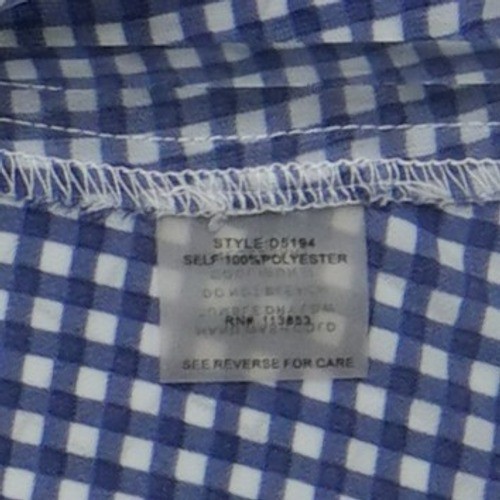 STYLE:D5194
SELF 100%POLYESTER
RN# 113853
SEE REVERSE FOR CARE